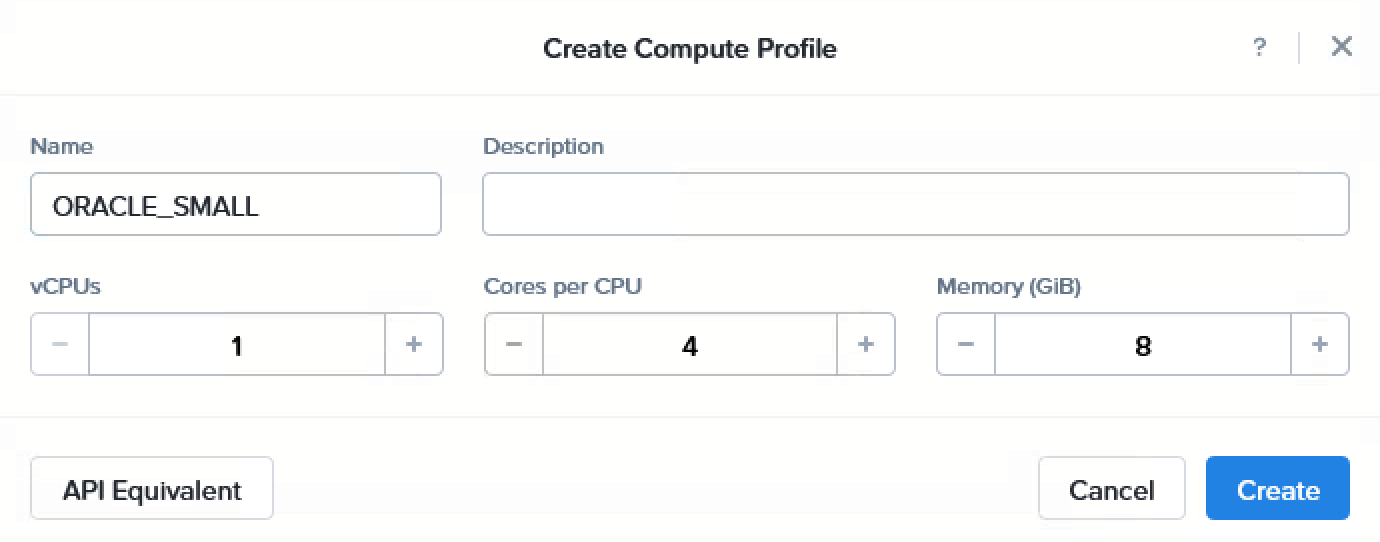 Create Compute Profile ?
Name Description
ORACLE_SMALL
vCPUs Cores per CPU Memory (GiB)
− 1 + − 4 + − 8 +
API Equivalent Cancel Create